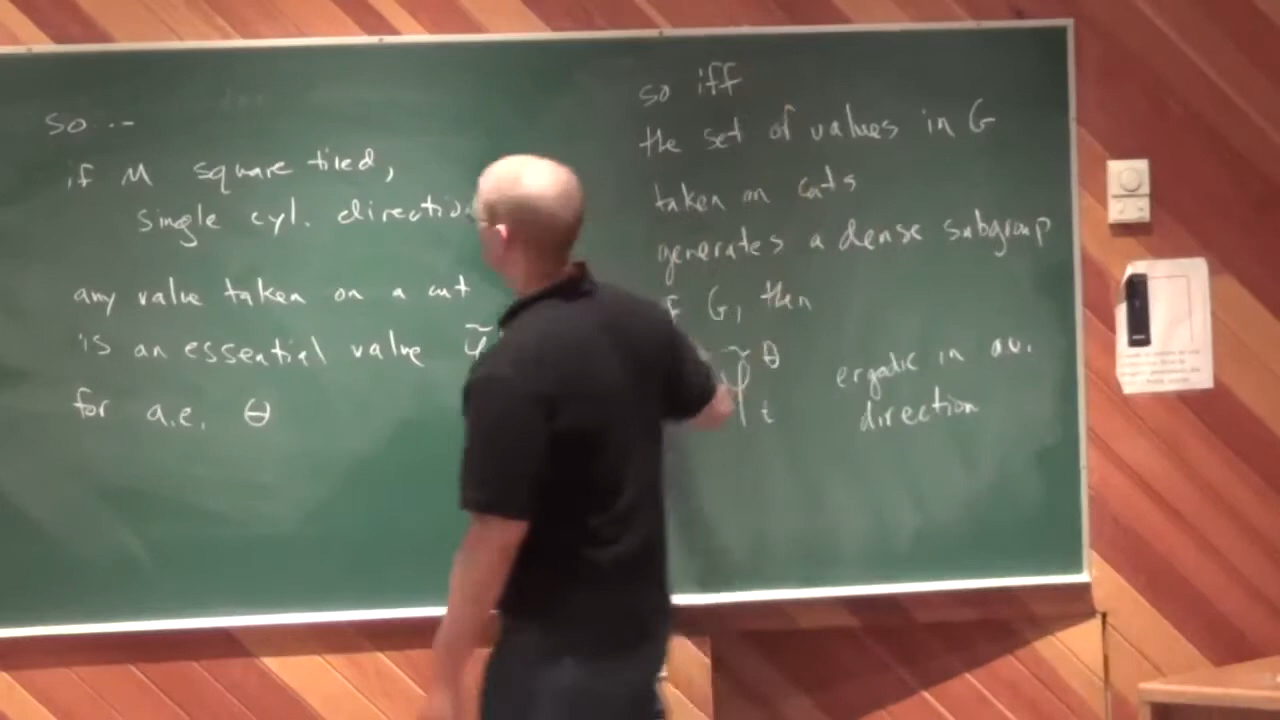 so ...
if M square tiled,
single cyl. directio
any value taken on a cut
is an essential value φ̃
for a.e. θ
so iff
the set of values in G
taken on cuts
generates a dense subgroup
f G, then
φ̃ θ t ergodic in a.e.
direction